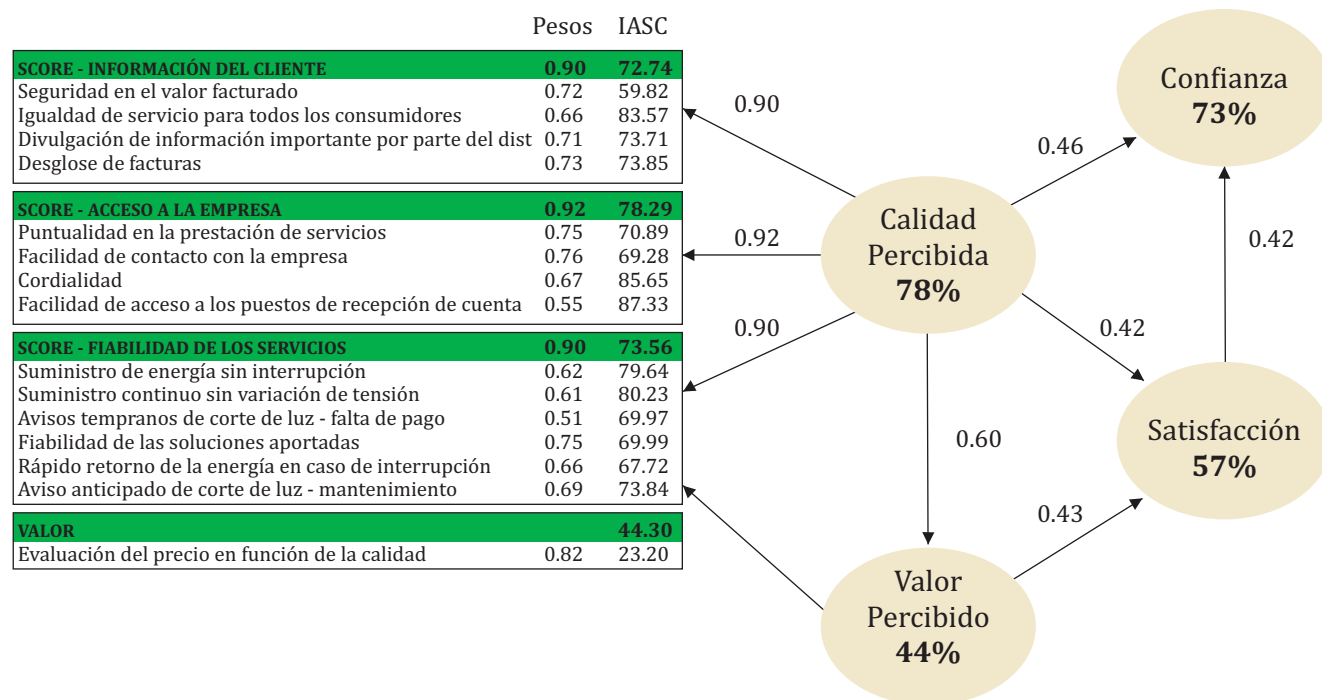 Pesos IASC
SCORE - INFORMACIÓN DEL CLIENTE 0.90 72.74
Seguridad en el valor facturado 0.72 59.82
Igualdad de servicio para todos los consumidores 0.66 83.57
Divulgación de información importante por parte del dist 0.71 73.71
Desglose de facturas 0.73 73.85
SCORE - ACCESO A LA EMPRESA 0.92 78.29
Puntualidad en la prestación de servicios 0.75 70.89
Facilidad de contacto con la empresa 0.76 69.28
Cordialidad 0.67 85.65
Facilidad de acceso a los puestos de recepción de cuenta 0.55 87.33
SCORE - FIABILIDAD DE LOS SERVICIOS 0.90 73.56
Suministro de energía sin interrupción 0.62 79.64
Suministro continuo sin variación de tensión 0.61 80.23
Avisos tempranos de corte de luz - falta de pago 0.51 69.97
Fiabilidad de las soluciones aportadas 0.75 69.99
Rápido retorno de la energía en caso de interrupción 0.66 67.72
Aviso anticipado de corte de luz - mantenimiento 0.69 73.84
VALOR 44.30
Evaluación del precio en función de la calidad 0.82 23.20
0.90
0.92
0.90
Calidad
Percibida
78%
0.46
Confianza
73%
0.42
0.42
Satisfacción
57%
0.60
0.43
Valor
Percibido
44%